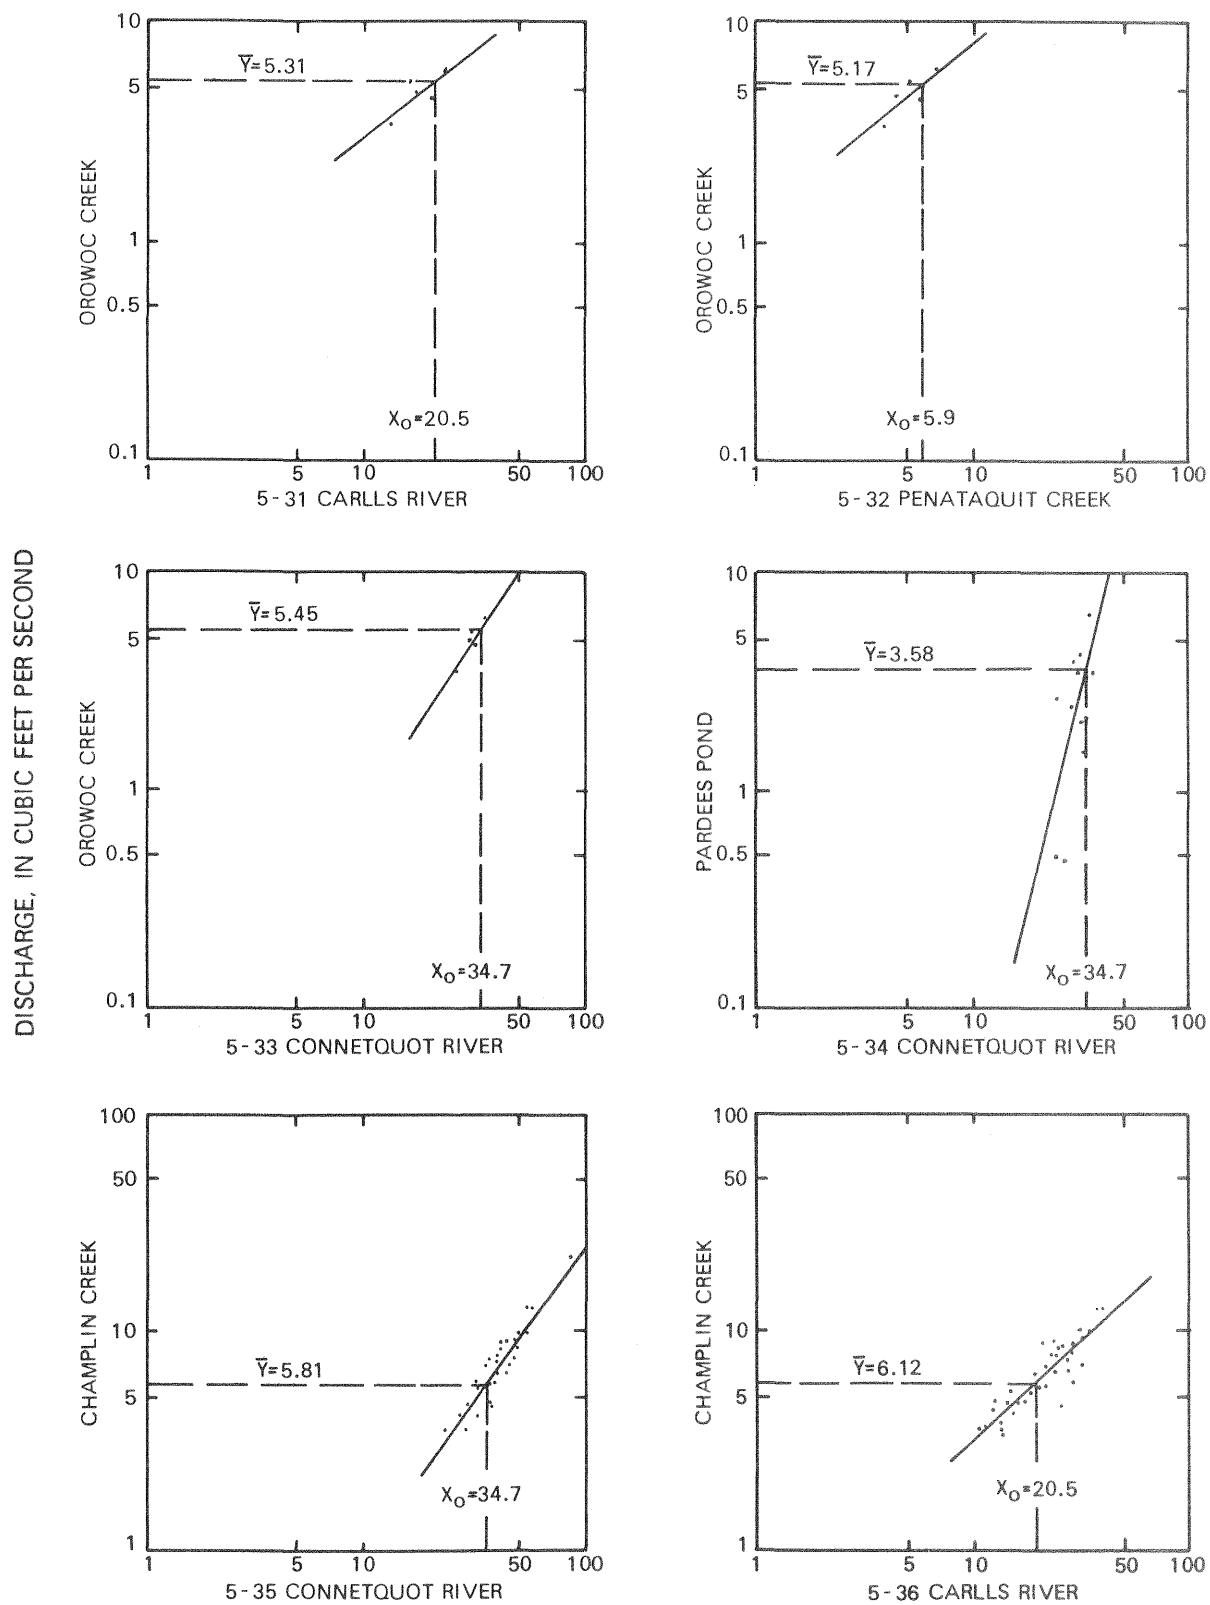 DISCHARGE, IN CUBIC FEET PER SECOND
OROWOC CREEK
10
5
1
0.5
0.1
Y̅=5.31
X₀=20.5
1 5 10 50 100
5-31 CARLLS RIVER
OROWOC CREEK
10
5
1
0.5
0.1
Y̅=5.17
X₀=5.9
1 5 10 50 100
5-32 PENATAQUIT CREEK
OROWOC CREEK
10
5
1
0.5
0.1
Y̅=5.45
X₀=34.7
1 5 10 50 100
5-33 CONNETQUOT RIVER
PARDEES POND
10
5
1
0.5
0.1
Y̅=3.58
X₀=34.7
1 5 10 50 100
5-34 CONNETQUOT RIVER
CHAMPLIN CREEK
100
50
10
5
1
Y̅=5.81
X₀=34.7
1 5 10 50 100
5-35 CONNETQUOT RIVER
CHAMPLIN CREEK
100
50
10
5
1
Y̅=6.12
X₀=20.5
1 5 10 50 100
5-36 CARLLS RIVER